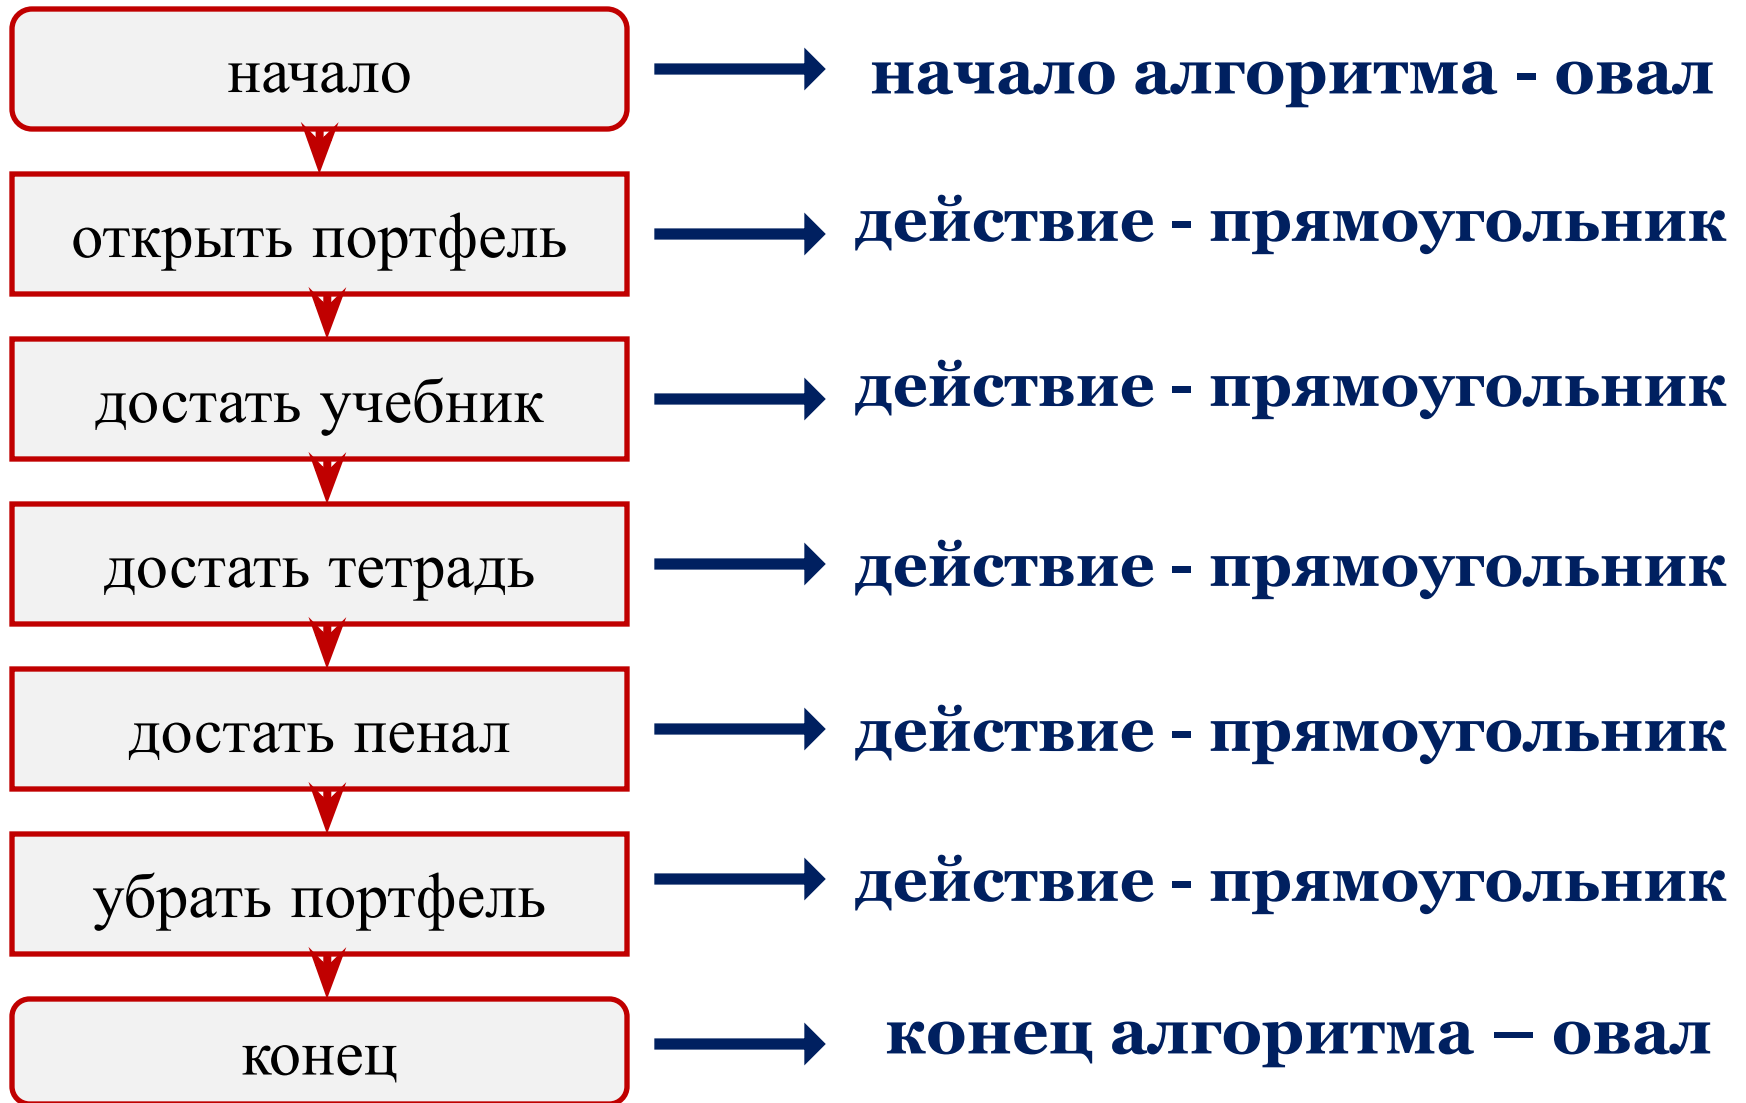 начало
начало алгоритма - овал
открыть портфель
действие - прямоугольник
достать учебник
действие - прямоугольник
достать тетрадь
действие - прямоугольник
достать пенал
действие - прямоугольник
убрать портфель
действие - прямоугольник
конец
конец алгоритма – овал